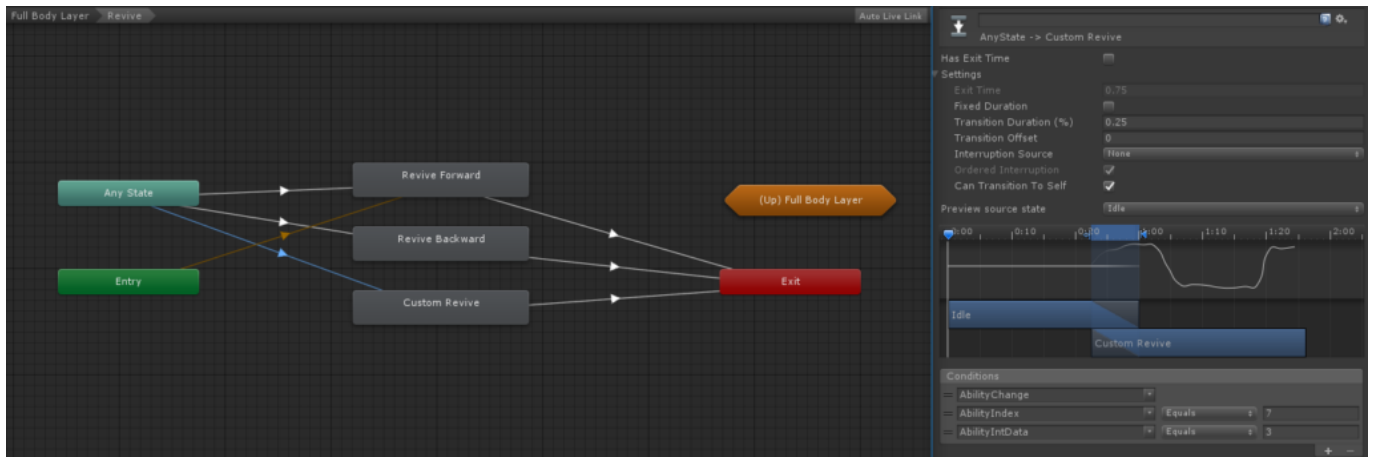 Full Body Layer Revive Auto Live Link
Any State
Entry
Revive Forward
Revive Backward
Custom Revive
(Up) Full Body Layer
Exit
AnyState -> Custom Revive
Has Exit Time
Settings
Exit Time 0.75
Fixed Duration
Transition Duration (%) 0.25
Transition Offset 0
Interruption Source None
Ordered Interruption
Can Transition To Self
Preview source state Idle
0:00 0:10 1:10 1:20 2:00
Idle
Custom Revive
Conditions
AbilityChange
AbilityIndex Equals 7
AbilityIntData Equals 3